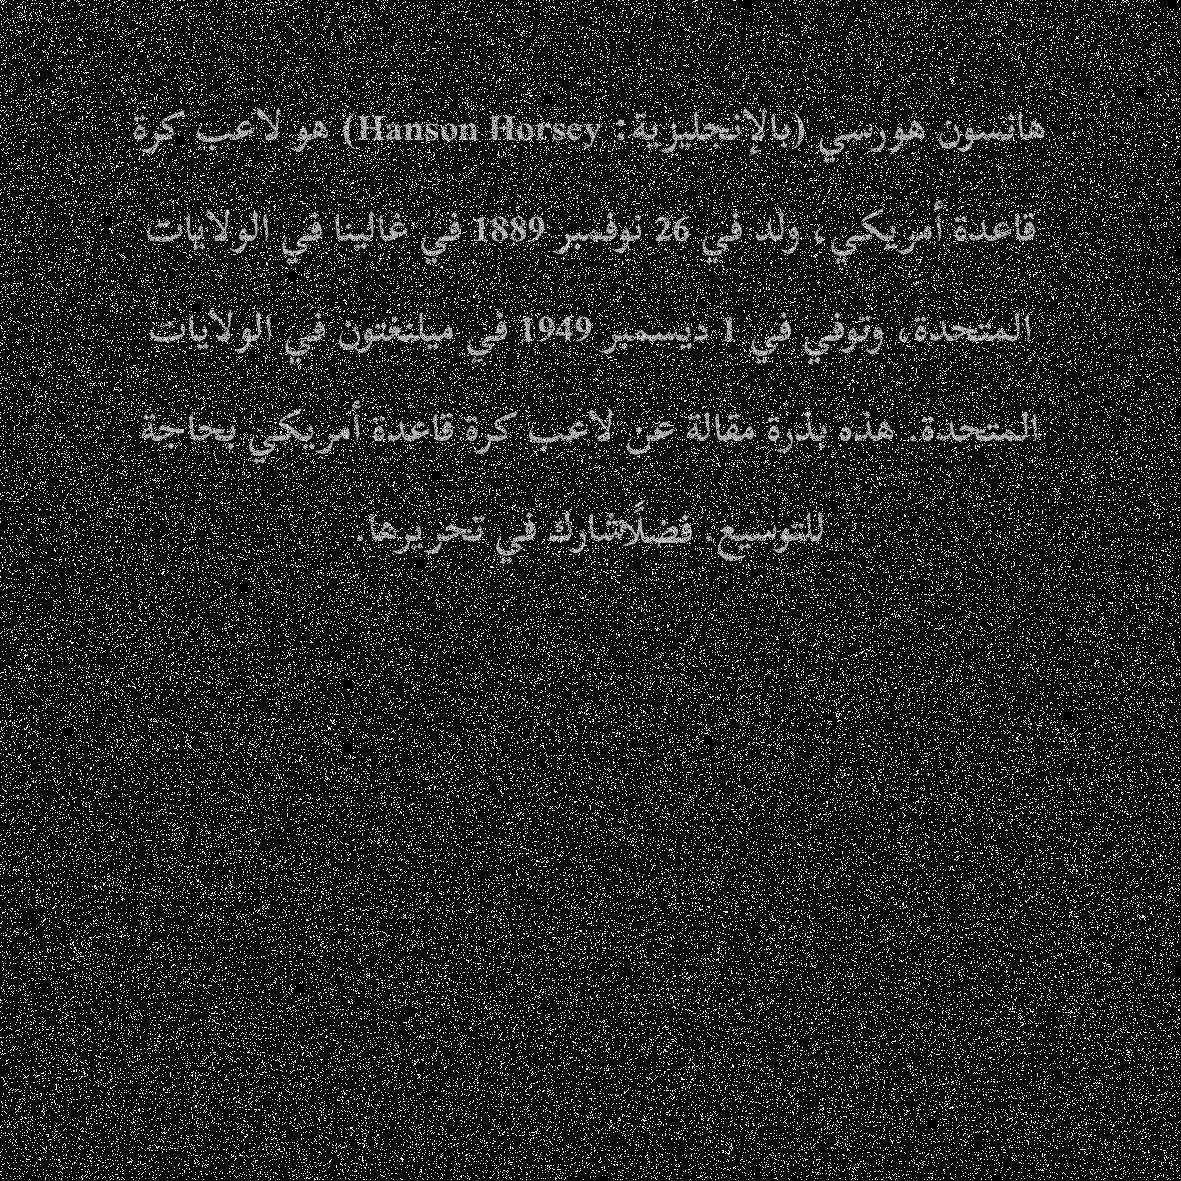 هانسون هورسي (بالإنجليزية: Hanson Horsey) هو لاعب كرة
قاعدة أمريكي، ولد في 26 نوفمبر 1889 في غالينا في الولايات
المتحدة، وتوفي في 1 ديسمبر 1949 في ميلنغتون في الولايات
المتحدة. هذه بذرة مقالة عن لاعب كرة قاعدة أمريكي بحاجة
للتوسيع. فضلًاشارك في تحريرها.